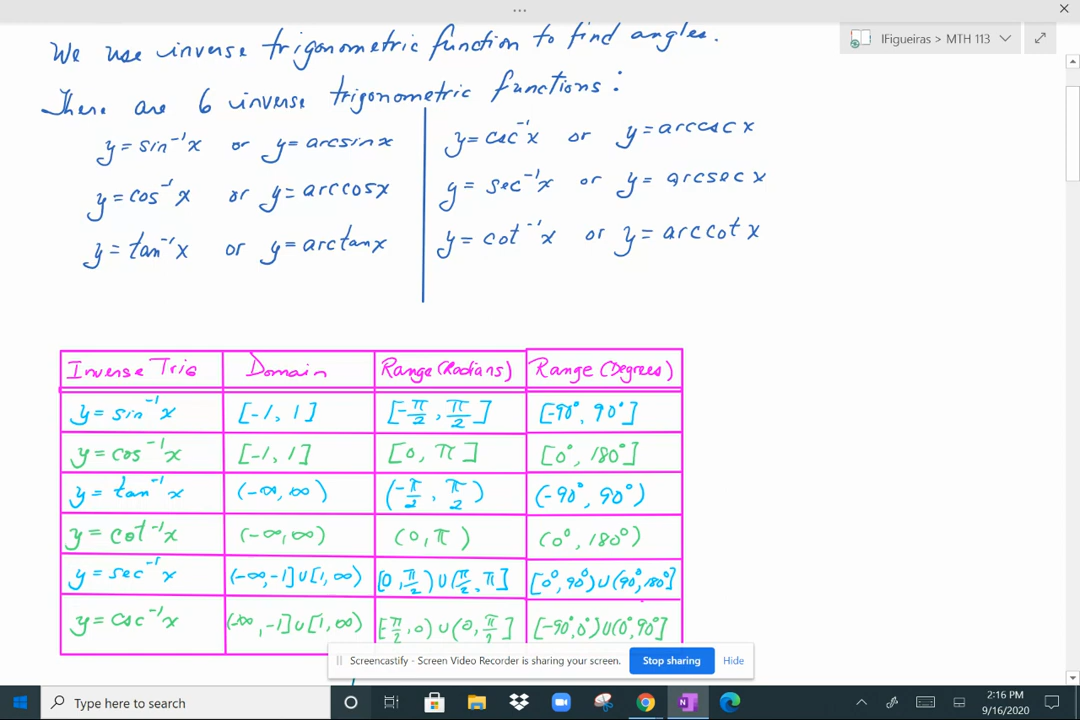 ...
IFigueiras > MTH 113
We use inverse trigonometric function to find angles.
There are 6 inverse trigonometric functions:
y = sin⁻¹x or y = arcsin x
y = cos⁻¹x or y = arccos x
y = tan⁻¹x or y = arctan x
y = csc⁻¹x or y = arccsc x
y = sec⁻¹x or y = arcsec x
y = cot⁻¹x or y = arccot x
Inverse Trig Domain Range (Radians) Range (Degrees)
y = sin⁻¹x [-1, 1] [-π/2, π/2] [-90°, 90°]
y = cos⁻¹x [-1, 1] [0, π] [0°, 180°]
y = tan⁻¹x (-∞, ∞) (-π/2, π/2) (-90°, 90°)
y = cot⁻¹x (-∞, ∞) (0, π) (0°, 180°)
y = sec⁻¹x (-∞, -1] ∪ [1, ∞) [0, π/2) ∪ (π/2, π] [0°, 90°) ∪ (90°, 180°]
y = csc⁻¹x (-∞, -1] ∪ [1, ∞) [-π/2, 0) ∪ (0, π/2] [-90°, 0°) ∪ (0°, 90°]
Screencastify - Screen Video Recorder is sharing your screen. Stop sharing Hide
Type here to search
2:16 PM
9/16/2020